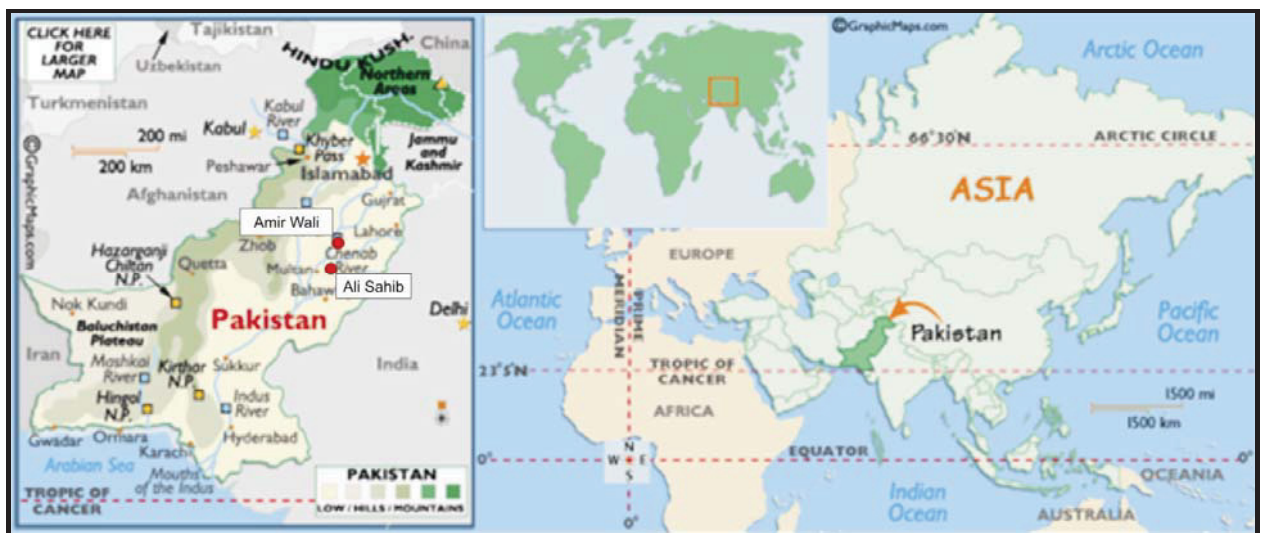 CLICK HERE
FOR
LARGER
MAP
Tajikistan
Uzbekistan
Turkmenistan
HINDU KUSH.
China
Northern
Areas
Kabul
River
Kabul
200 mi
200 km
Khyber
Pass
Peshawar
Islamabad
Jammu
and
Kashmir
©GraphicMaps.com
Afghanistan
Gujrat
Amir Wali
Lahore
Zhob
Chenab
River
Hazarganji
Chiltan
N.P.
Quetta
Multan
Ali Sahib
Bahaw
Nok Kundi
Pakistan
Delhi
Baluchistan
Plateau
Iran
Mashkai
River
Kirthar
N.P.
Sukkur
India
Hingol
N.P.
Indus
River
Gwadar
Ormara
Hyderabad
Karach
Arabian Sea
Mouths
of the Indus
PAKISTAN
LOW / HILLS / MOUNTAINS
TROPIC OF
CANCER
©GraphicMaps.com
Arctic Ocean
66°30'N
ARCTIC CIRCLE
ASIA
EUROPE
Atlantic
Ocean
PRIME
MERIDIAN
Pacific
Ocean
Pakistan
23°5'N
TROPIC OF
CANCER
AFRICA
1500 mi
1500 km
N
W E
S
EQUATOR
0°
0°
OCEANIA
Indian
Ocean
AUSTRALIA
0°